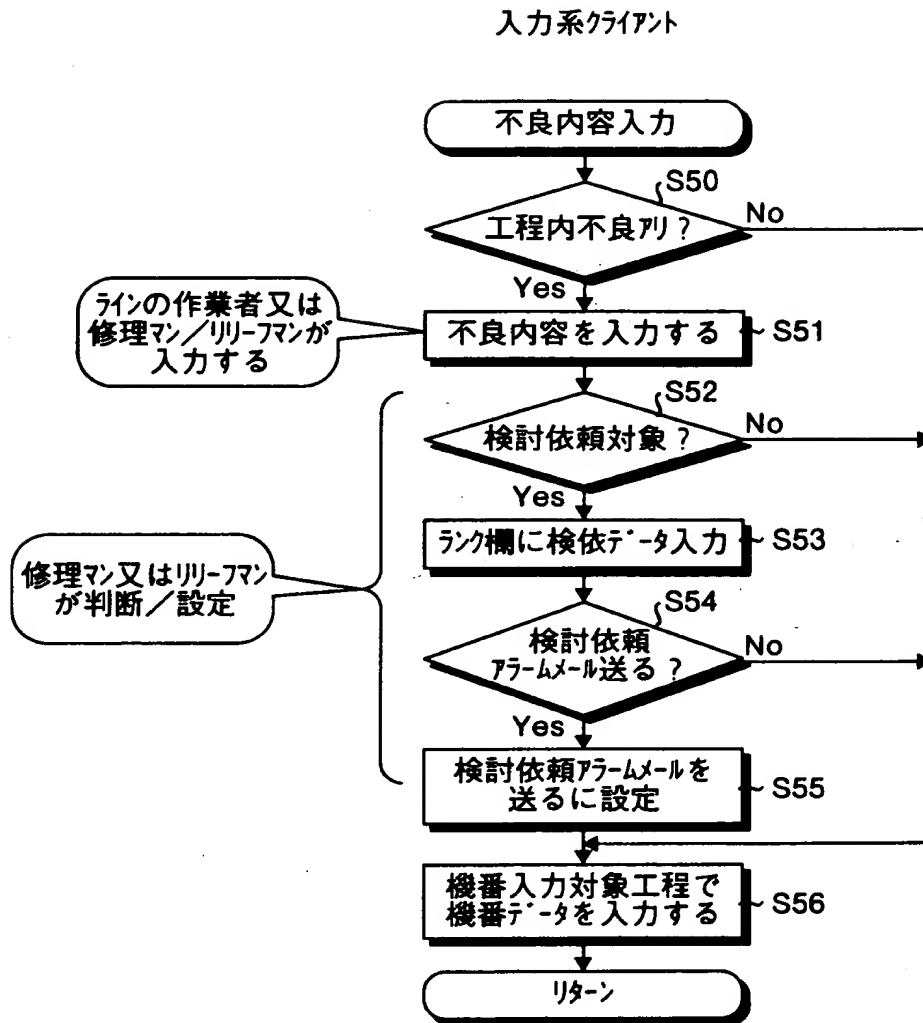 入力系クライアント
不良内容入力
S50
工程内不良アリ?
No
Yes
ラインの作業者又は
修理マン/リリーフマンが
入力する
不良内容を入力する
S51
S52
検討依頼対象?
No
Yes
ランク欄に検依データ入力
S53
修理マン又はリリーフマン
が判断/設定
S54
検討依頼
アラームメール送る?
No
Yes
検討依頼アラームメールを
送るに設定
S55
機番入力対象工程で
機番データを入力する
S56
リターン